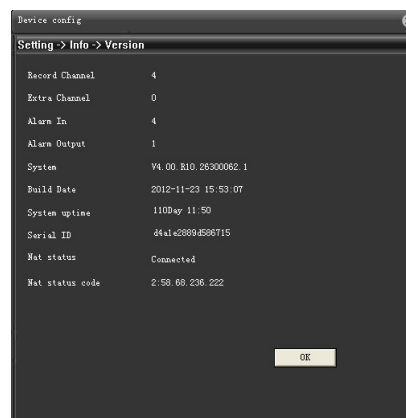 Device config
Setting -> Info -> Version
Record Channel 4
Extra Channel 0
Alarm In 4
Alarm Output 1
System V4.00.R10.26300062.1
Build Date 2012-11-23 15:53:07
System uptime 110Day 11:50
Serial ID d4a1e2889d586715
Nat status Connected
Nat status code 2:58.68.236.222
OK